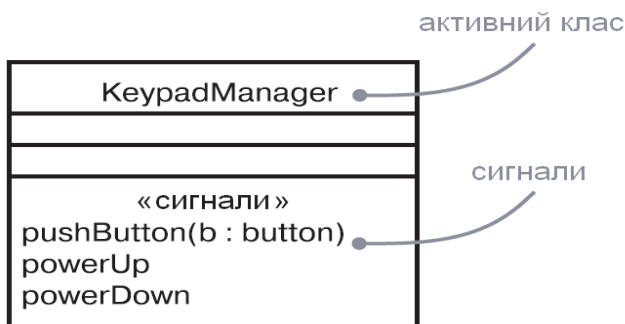 активний клас
KeypadManager
сигнали
«сигнали»
pushButton(b : button)
powerUp
powerDown